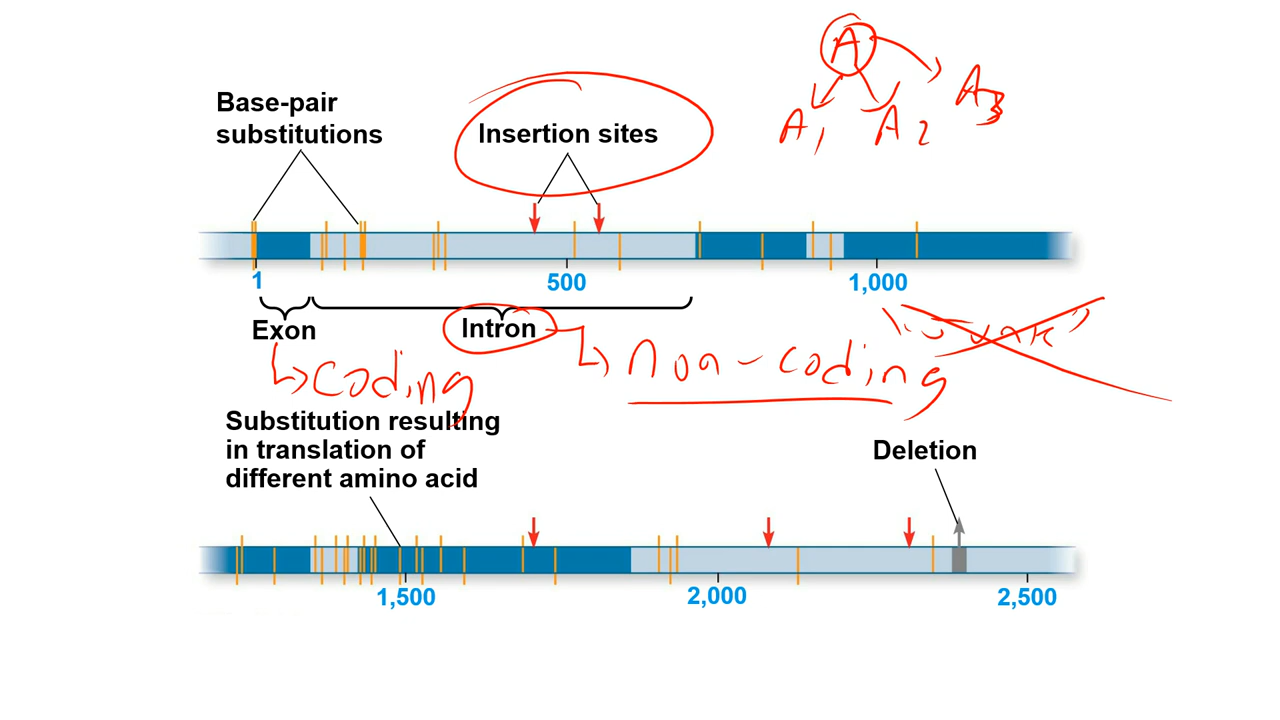 A
A1 A2 A3
Base-pair
substitutions
Insertion sites
1 500 1,000
Exon
Intron
non-coding
coding
Substitution resulting
in translation of
different amino acid
Deletion
1,500 2,000 2,500